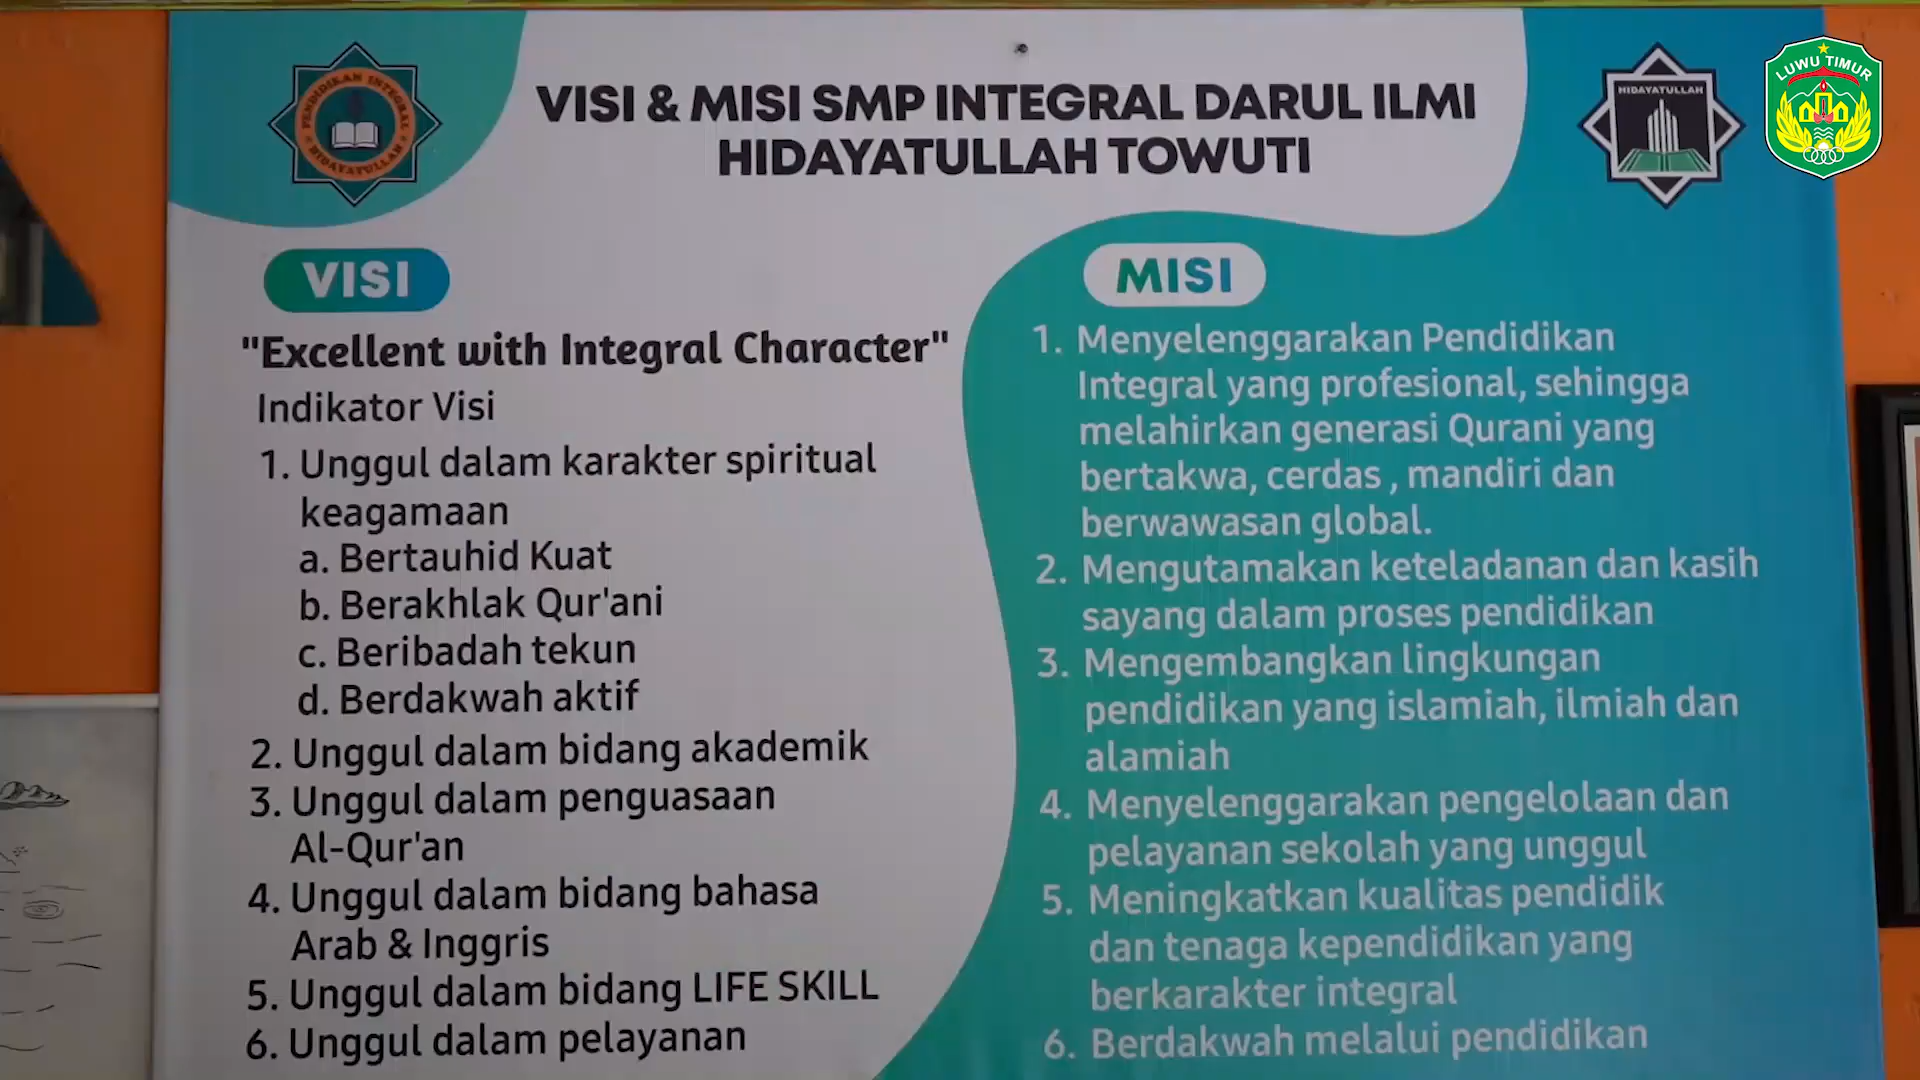 PENDIDIKAN INTEGRAL
HIDAYATULLAH
VISI & MISI SMP INTEGRAL DARUL ILMI
HIDAYATULLAH TOWUTI
HIDAYATULLAH
LUWU TIMUR
VISI
"Excellent with Integral Character"
Indikator Visi
1. Unggul dalam karakter spiritual
keagamaan
a. Bertauhid Kuat
b. Berakhlak Qur'ani
c. Beribadah tekun
d. Berdakwah aktif
2. Unggul dalam bidang akademik
3. Unggul dalam penguasaan
Al-Qur'an
4. Unggul dalam bidang bahasa
Arab & Inggris
5. Unggul dalam bidang LIFE SKILL
6. Unggul dalam pelayanan
MISI
1. Menyelenggarakan Pendidikan
Integral yang profesional, sehingga
melahirkan generasi Qurani yang
bertakwa, cerdas , mandiri dan
berwawasan global.
2. Mengutamakan keteladanan dan kasih
sayang dalam proses pendidikan
3. Mengembangkan lingkungan
pendidikan yang islamiah, ilmiah dan
alamiah
4. Menyelenggarakan pengelolaan dan
pelayanan sekolah yang unggul
5. Meningkatkan kualitas pendidik
dan tenaga kependidikan yang
berkarakter integral
6. Berdakwah melalui pendidikan